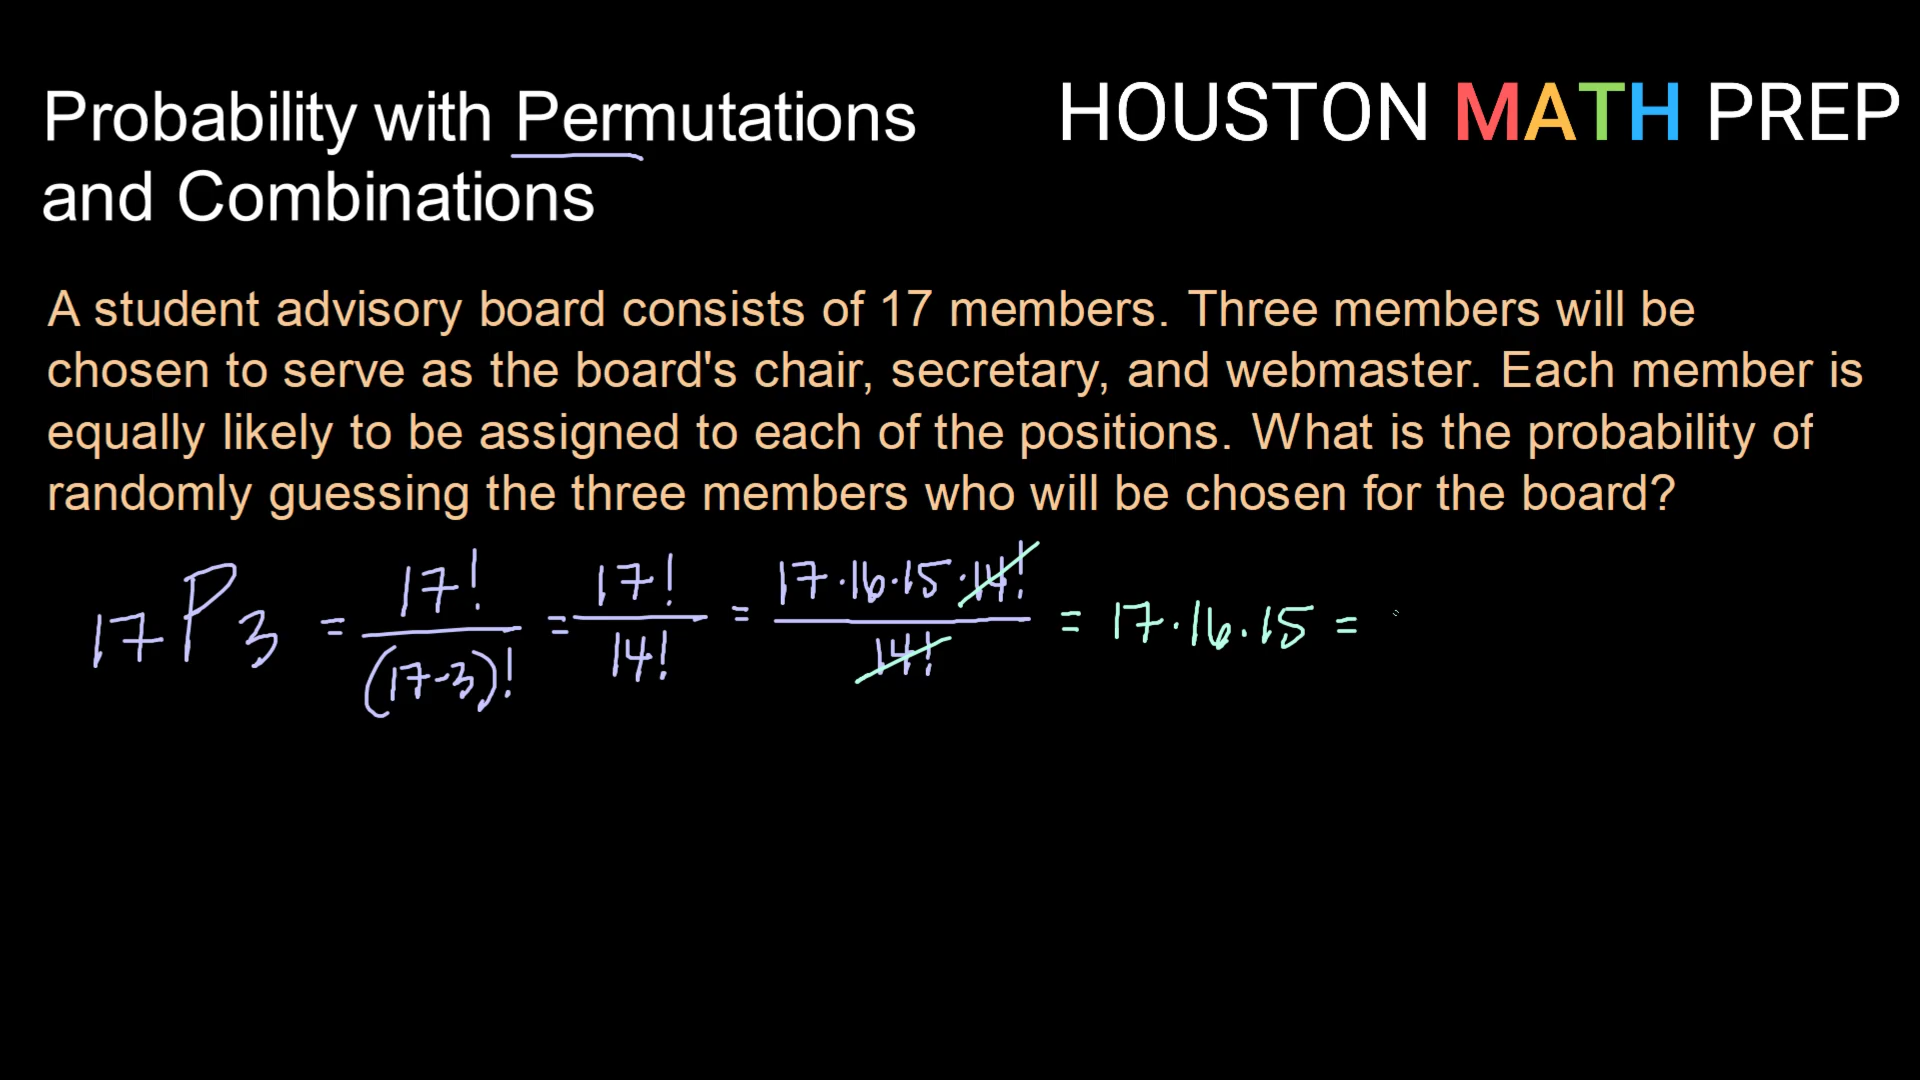 Probability with Permutations
and Combinations
HOUSTON MATH PREP
A student advisory board consists of 17 members. Three members will be
chosen to serve as the board's chair, secretary, and webmaster. Each member is
equally likely to be assigned to each of the positions. What is the probability of
randomly guessing the three members who will be chosen for the board?
17 P 3 = 17! / (17-3)! = 17! / 14! = 17·16·15·14! / 14! = 17·16·15 =